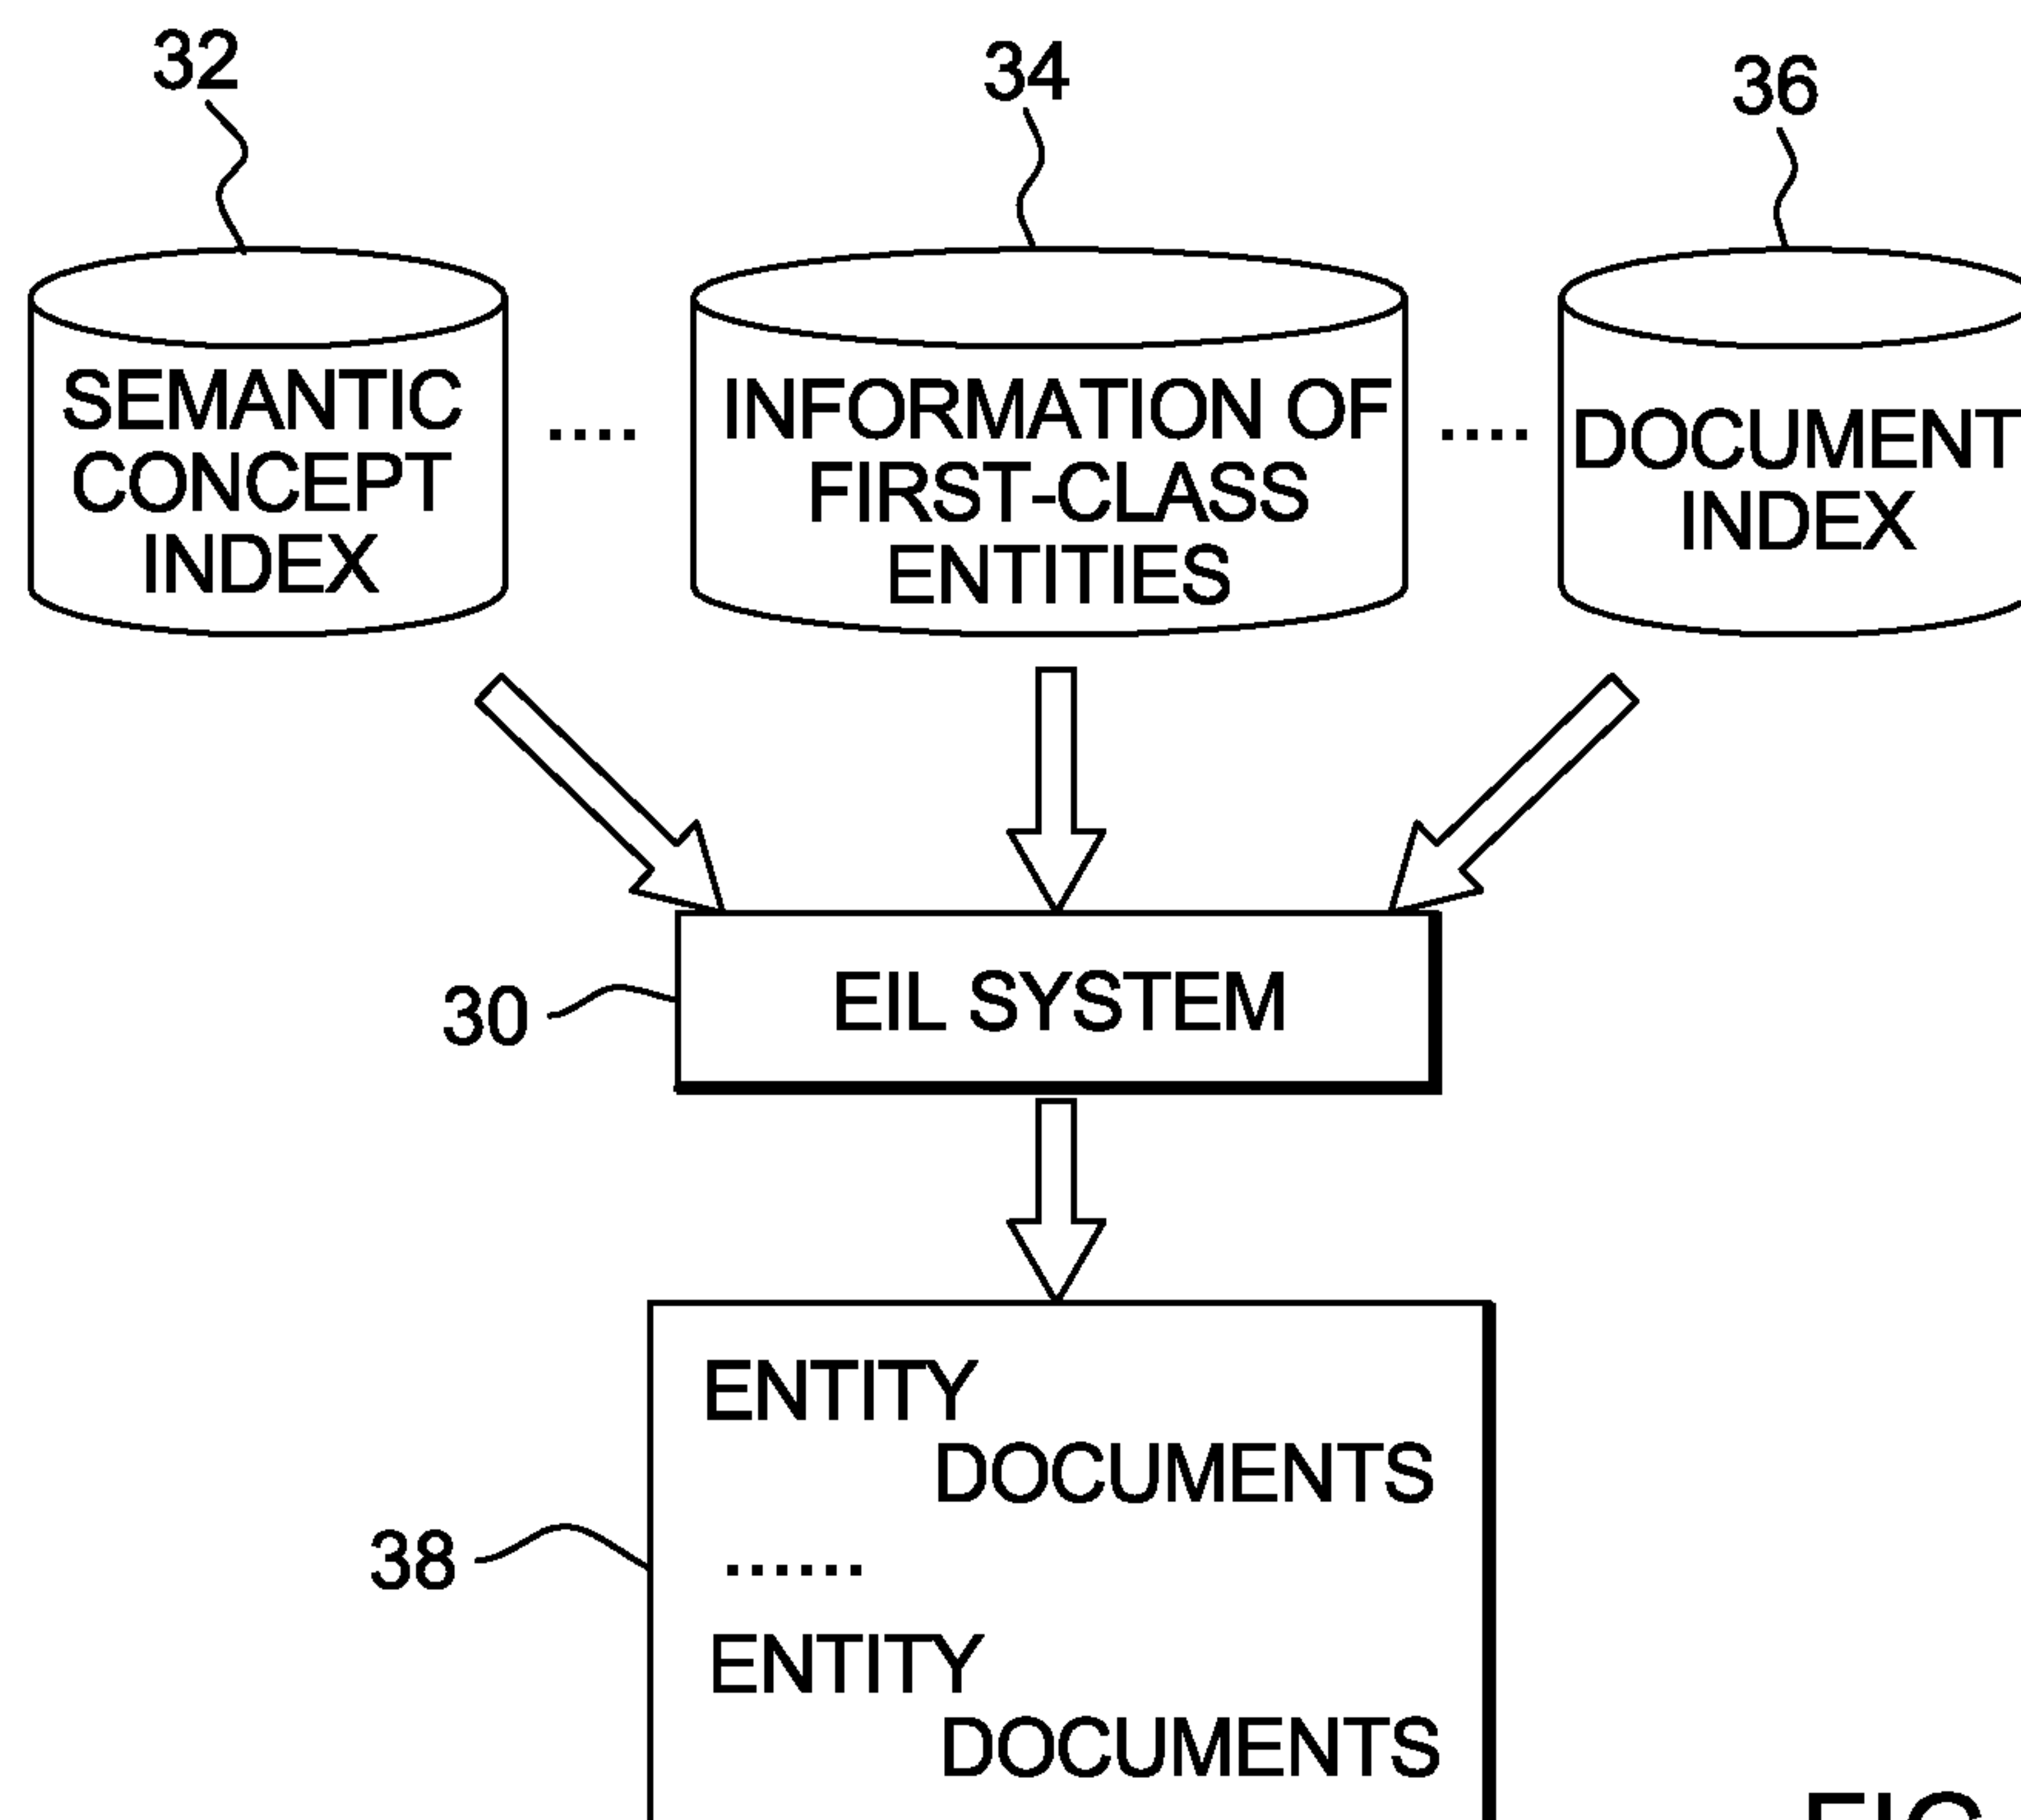 32
34
36
SEMANTIC
CONCEPT
INDEX
....
INFORMATION OF
FIRST-CLASS
ENTITIES
....
DOCUMENT
INDEX
30
EIL SYSTEM
38
ENTITY
DOCUMENTS
......
ENTITY
DOCUMENTS